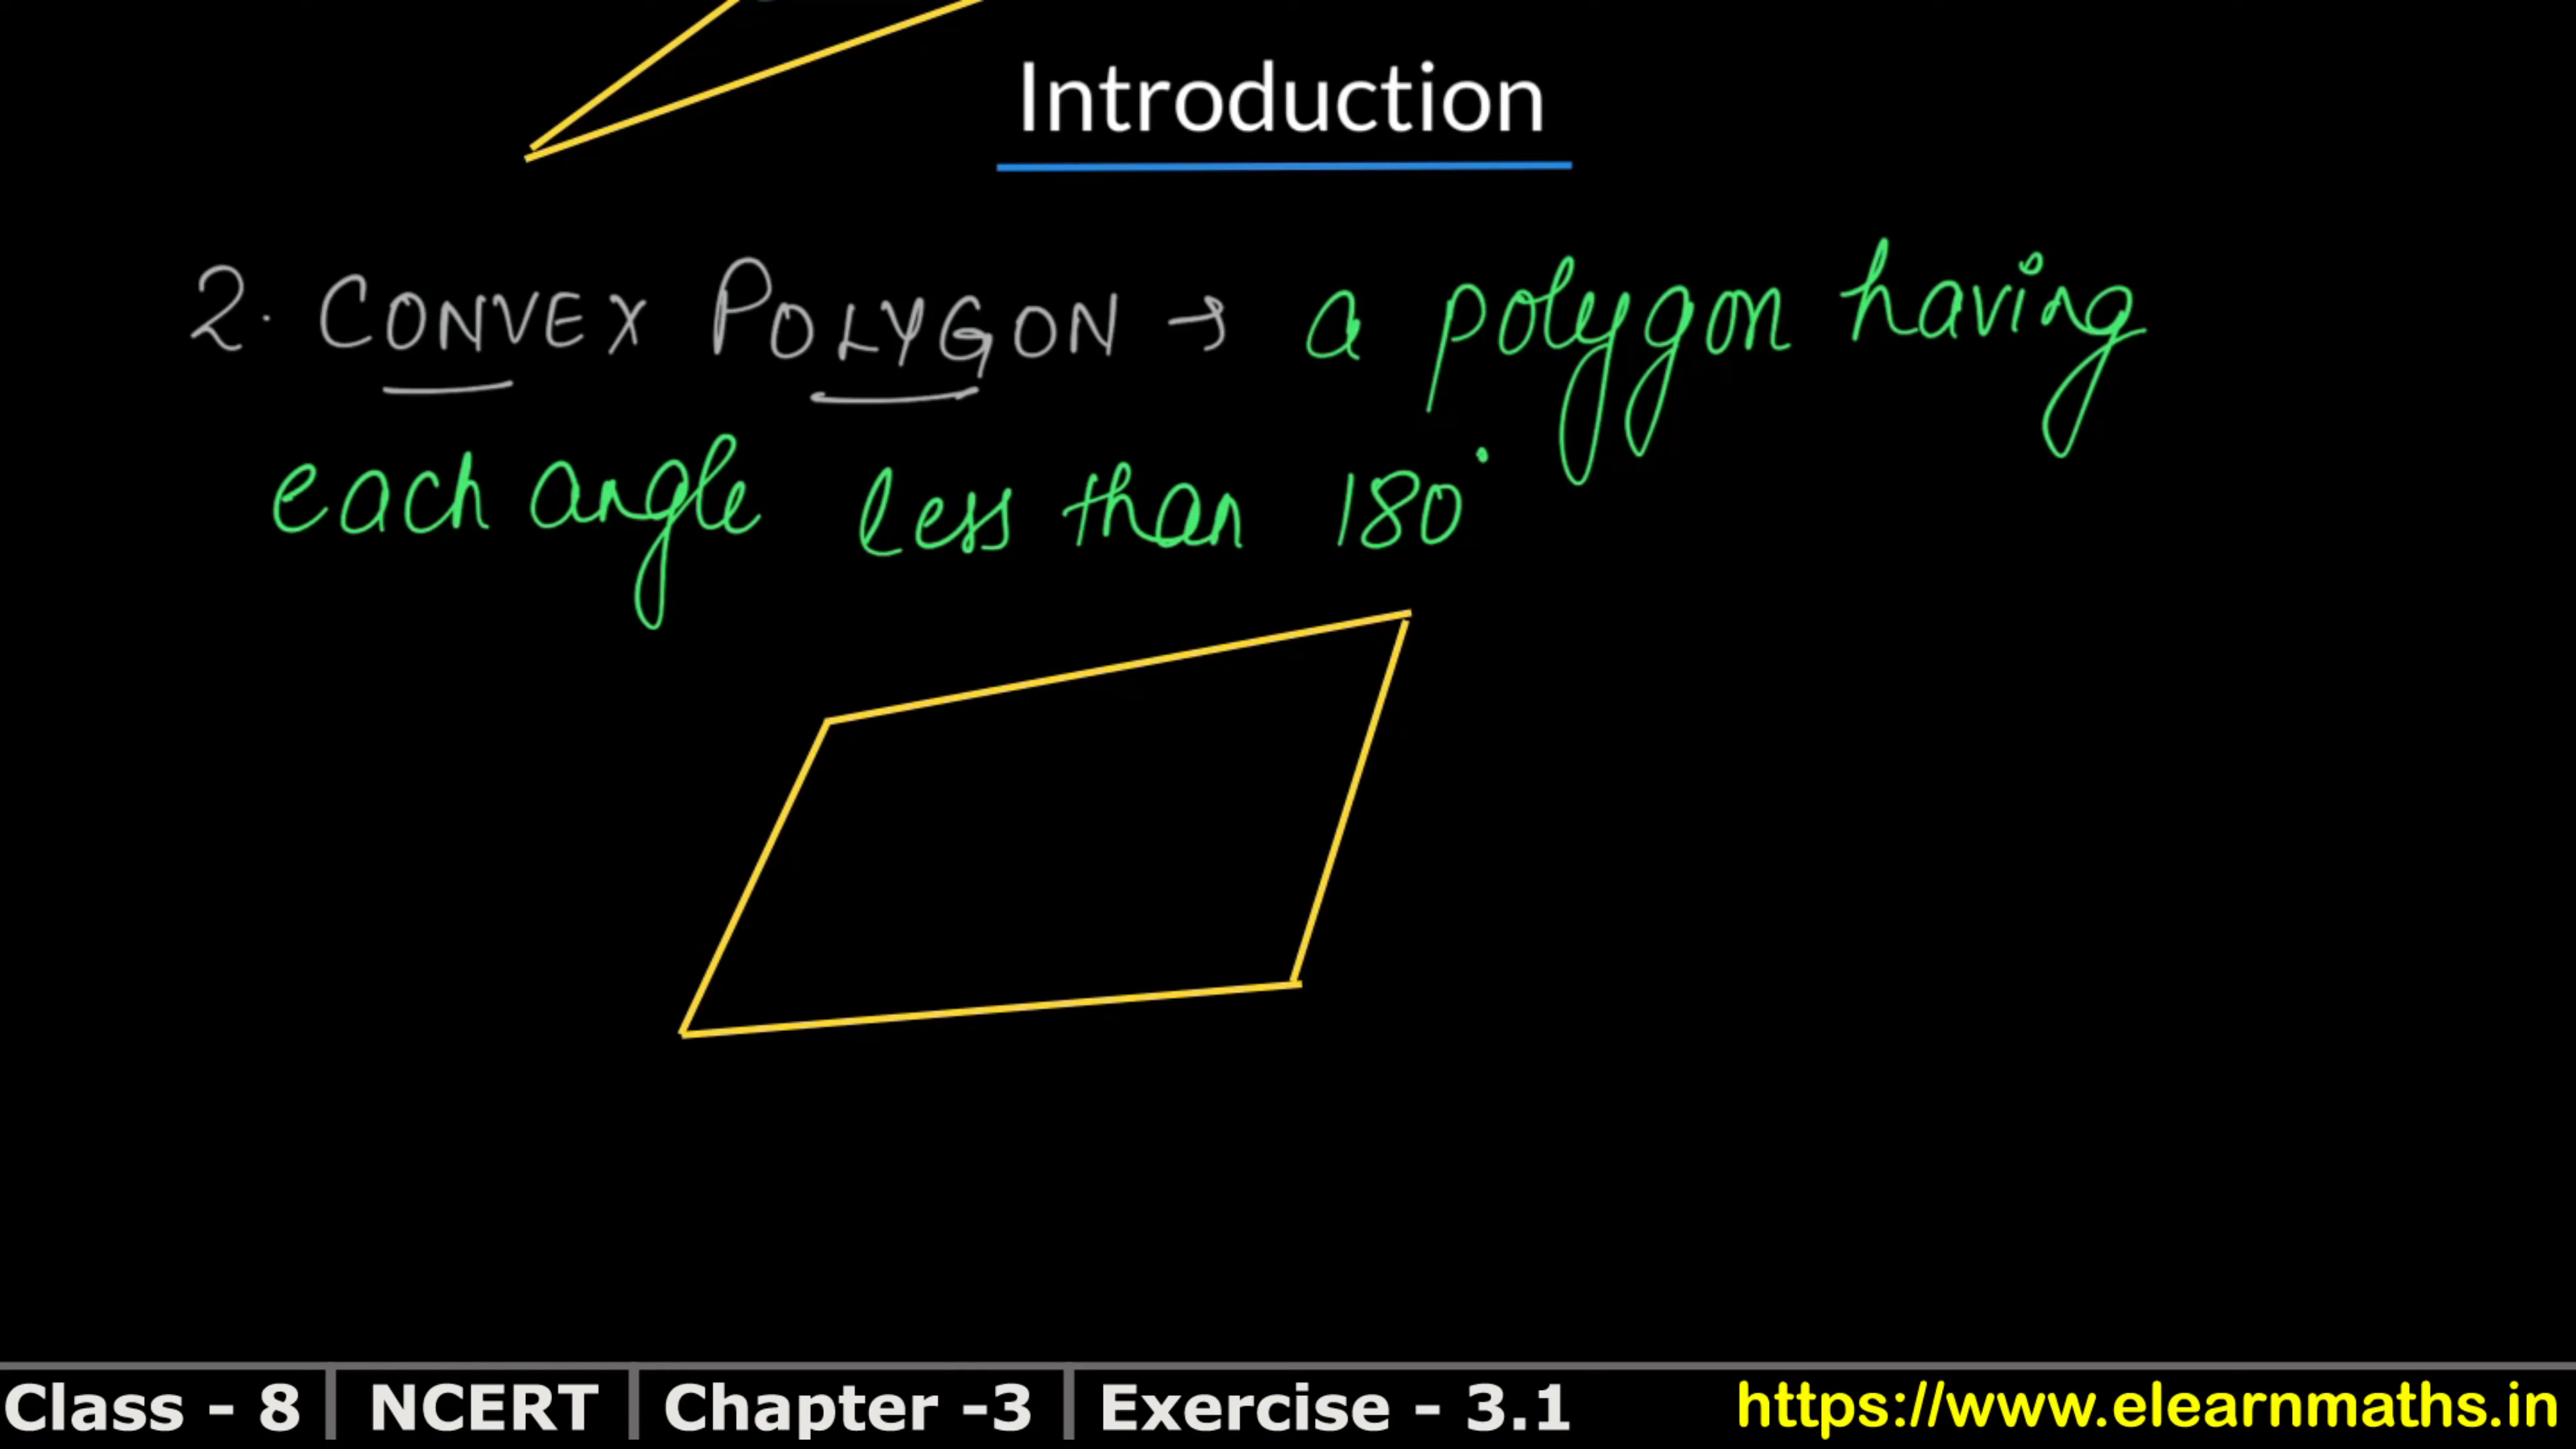 Introduction
2. CONVEX POLYGON → a polygon having
each angle less than 180°
Class - 8 | NCERT | Chapter -3 | Exercise - 3.1 https://www.elearnmaths.in